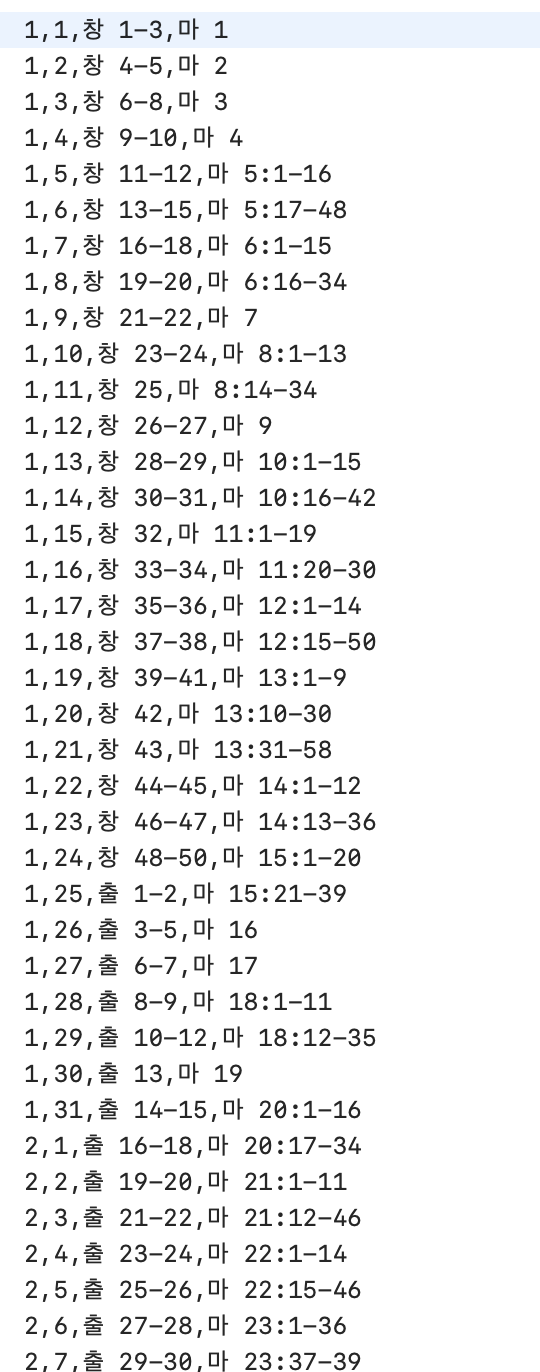 1,1,창 1-3,마 1
1,2,창 4-5,마 2
1,3,창 6-8,마 3
1,4,창 9-10,마 4
1,5,창 11-12,마 5:1-16
1,6,창 13-15,마 5:17-48
1,7,창 16-18,마 6:1-15
1,8,창 19-20,마 6:16-34
1,9,창 21-22,마 7
1,10,창 23-24,마 8:1-13
1,11,창 25,마 8:14-34
1,12,창 26-27,마 9
1,13,창 28-29,마 10:1-15
1,14,창 30-31,마 10:16-42
1,15,창 32,마 11:1-19
1,16,창 33-34,마 11:20-30
1,17,창 35-36,마 12:1-14
1,18,창 37-38,마 12:15-50
1,19,창 39-41,마 13:1-9
1,20,창 42,마 13:10-30
1,21,창 43,마 13:31-58
1,22,창 44-45,마 14:1-12
1,23,창 46-47,마 14:13-36
1,24,창 48-50,마 15:1-20
1,25,출 1-2,마 15:21-39
1,26,출 3-5,마 16
1,27,출 6-7,마 17
1,28,출 8-9,마 18:1-11
1,29,출 10-12,마 18:12-35
1,30,출 13,마 19
1,31,출 14-15,마 20:1-16
2,1,출 16-18,마 20:17-34
2,2,출 19-20,마 21:1-11
2,3,출 21-22,마 21:12-46
2,4,출 23-24,마 22:1-14
2,5,출 25-26,마 22:15-46
2,6,출 27-28,마 23:1-36
2,7,출 29-30,마 23:37-39